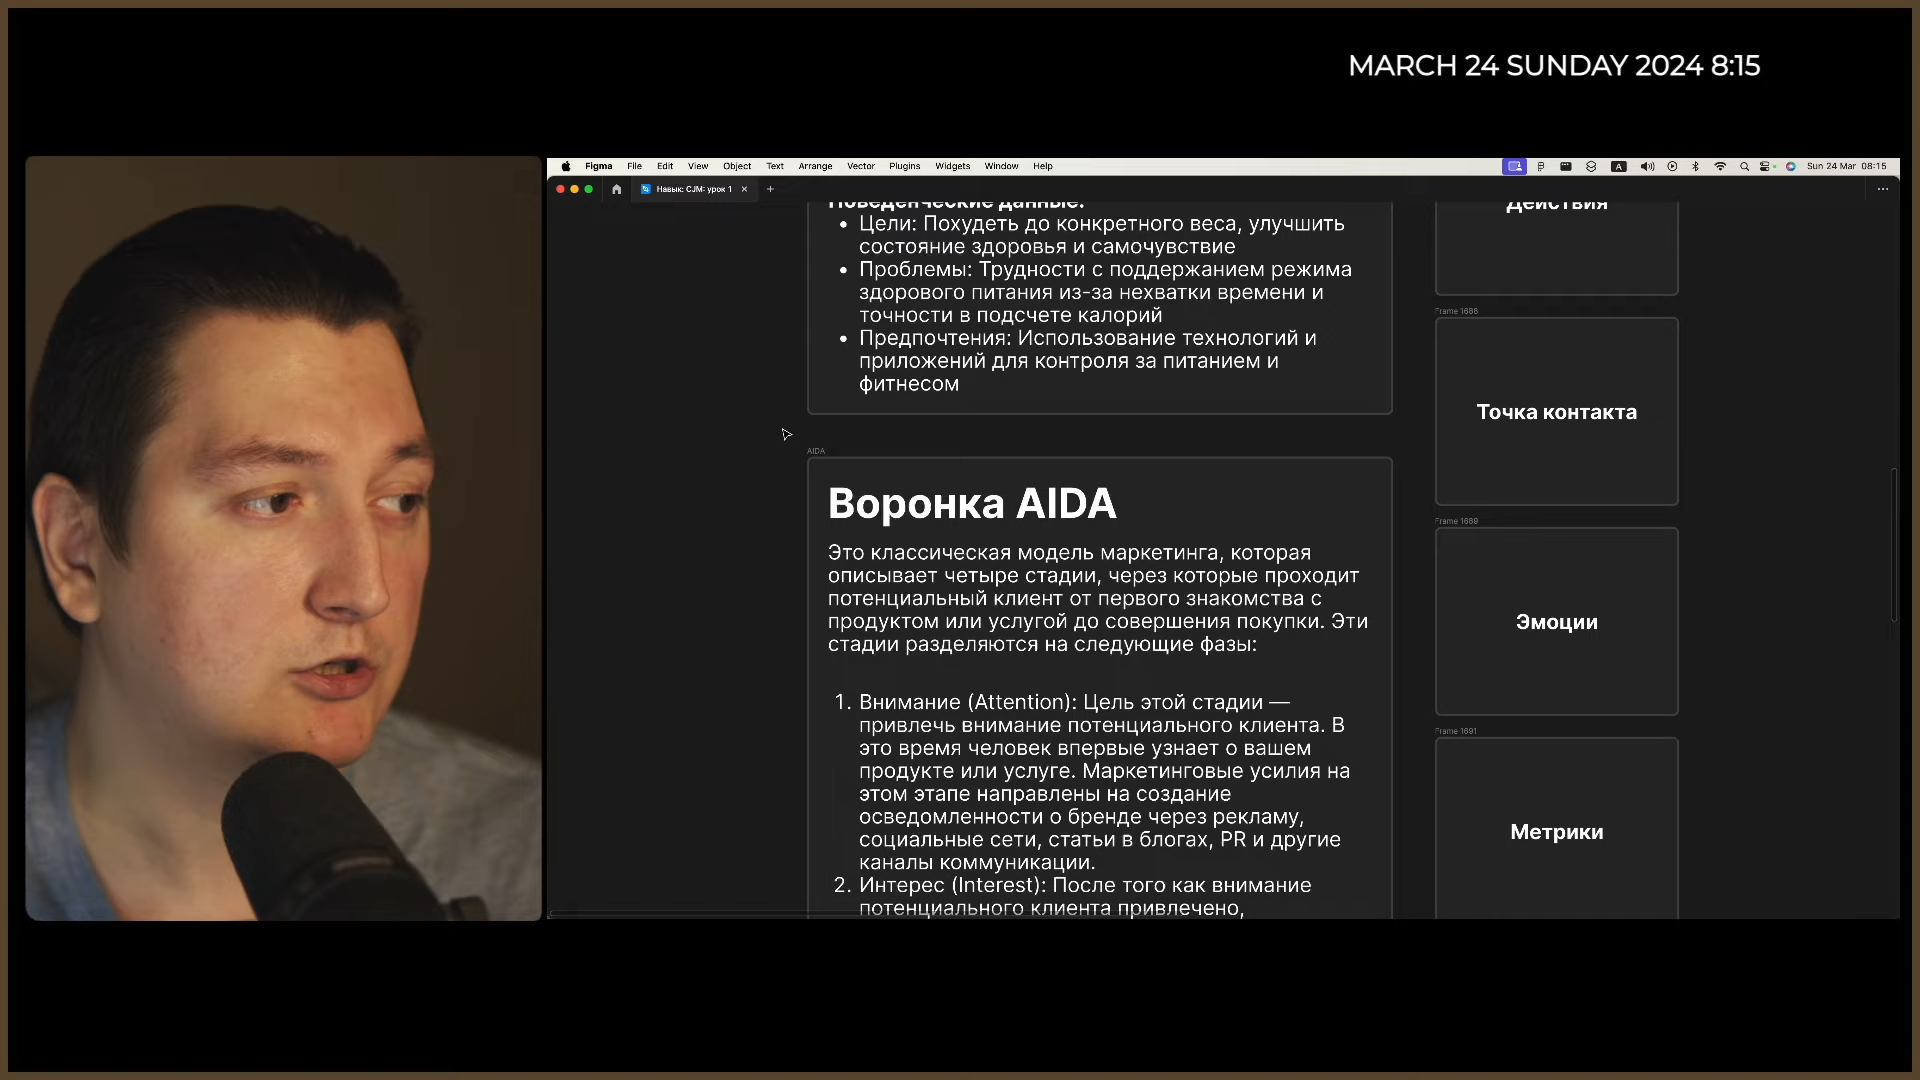 MARCH 24 SUNDAY 2024 8:15
Figma File Edit View Object Text Arrange Vector Plugins Widgets Window Help
A
Sun 24 Mar 08:15
Навык: CJM: урок 1
Поведенческие данные:
• Цели: Похудеть до конкретного веса, улучшить
состояние здоровья и самочувствие
• Проблемы: Трудности с поддержанием режима
здорового питания из-за нехватки времени и
точности в подсчете калорий
• Предпочтения: Использование технологий и
приложений для контроля за питанием и
фитнесом
AIDA
Воронка AIDA
Это классическая модель маркетинга, которая
описывает четыре стадии, через которые проходит
потенциальный клиент от первого знакомства с
продуктом или услугой до совершения покупки. Эти
стадии разделяются на следующие фазы:
1. Внимание (Attention): Цель этой стадии —
привлечь внимание потенциального клиента. В
это время человек впервые узнает о вашем
продукте или услуге. Маркетинговые усилия на
этом этапе направлены на создание
осведомленности о бренде через рекламу,
социальные сети, статьи в блогах, PR и другие
каналы коммуникации.
2. Интерес (Interest): После того как внимание
потенциального клиента привлечено,
Действия
Frame 1688
Точка контакта
Frame 1689
Эмоции
Frame 1691
Метрики